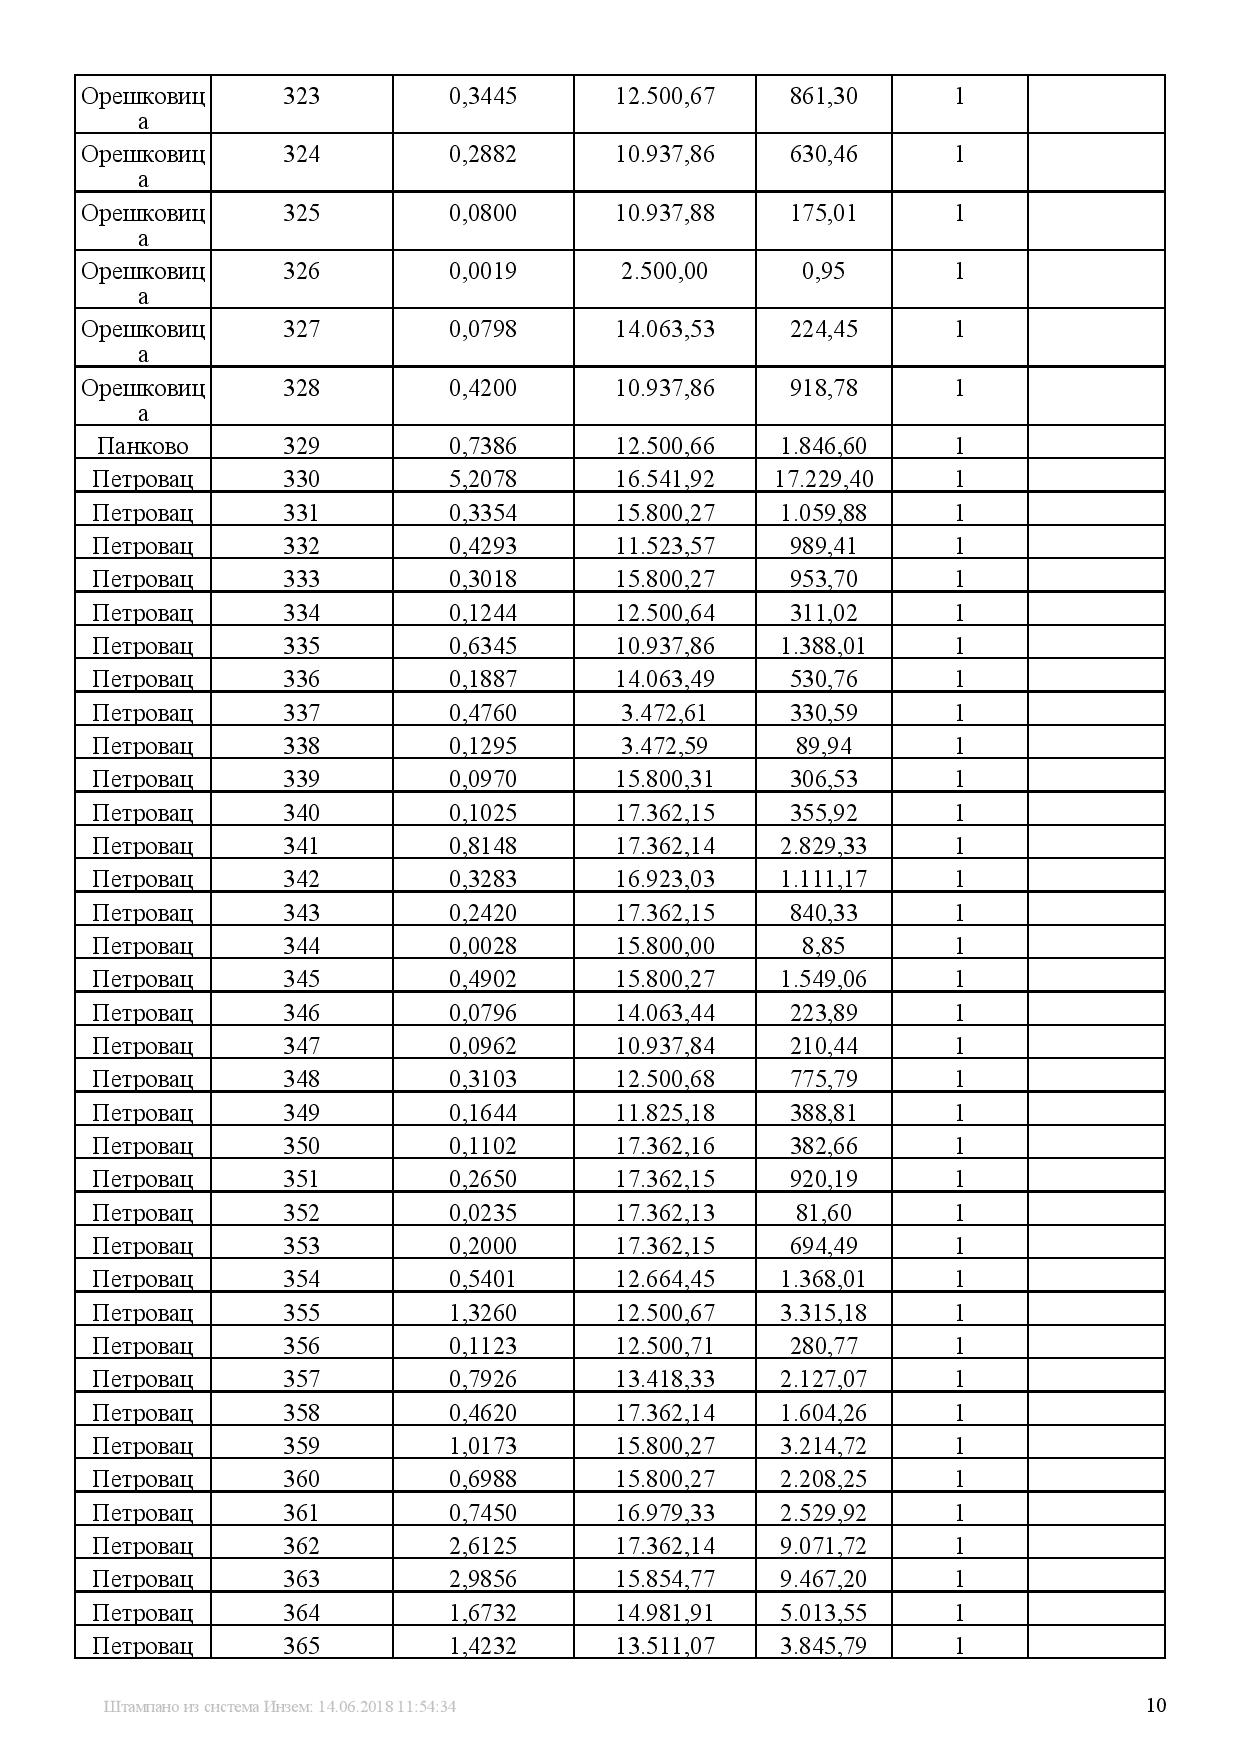 Орешковиц 323 0,3445 12.500,67 861,30 1
а
Орешковиц 324 0,2882 10.937,86 630,46 1
а
Орешковиц 325 0,0800 10.937,88 175,01 1
а
Орешковиц 326 0,0019 2.500,00 0,95 1
а
Орешковиц 327 0,0798 14.063,53 224,45 1
а
Орешковиц 328 0,4200 10.937,86 918,78 1
а
Панково 329 0,7386 12.500,66 1.846,60 1
Петровац 330 5,2078 16.541,92 17.229,40 1
Петровац 331 0,3354 15.800,27 1.059,88 1
Петровац 332 0,4293 11.523,57 989,41 1
Петровац 333 0,3018 15.800,27 953,70 1
Петровац 334 0,1244 12.500,64 311,02 1
Петровац 335 0,6345 10.937,86 1.388,01 1
Петровац 336 0,1887 14.063,49 530,76 1
Петровац 337 0,4760 3.472,61 330,59 1
Петровац 338 0,1295 3.472,59 89,94 1
Петровац 339 0,0970 15.800,31 306,53 1
Петровац 340 0,1025 17.362,15 355,92 1
Петровац 341 0,8148 17.362,14 2.829,33 1
Петровац 342 0,3283 16.923,03 1.111,17 1
Петровац 343 0,2420 17.362,15 840,33 1
Петровац 344 0,0028 15.800,00 8,85 1
Петровац 345 0,4902 15.800,27 1.549,06 1
Петровац 346 0,0796 14.063,44 223,89 1
Петровац 347 0,0962 10.937,84 210,44 1
Петровац 348 0,3103 12.500,68 775,79 1
Петровац 349 0,1644 11.825,18 388,81 1
Петровац 350 0,1102 17.362,16 382,66 1
Петровац 351 0,2650 17.362,15 920,19 1
Петровац 352 0,0235 17.362,13 81,60 1
Петровац 353 0,2000 17.362,15 694,49 1
Петровац 354 0,5401 12.664,45 1.368,01 1
Петровац 355 1,3260 12.500,67 3.315,18 1
Петровац 356 0,1123 12.500,71 280,77 1
Петровац 357 0,7926 13.418,33 2.127,07 1
Петровац 358 0,4620 17.362,14 1.604,26 1
Петровац 359 1,0173 15.800,27 3.214,72 1
Петровац 360 0,6988 15.800,27 2.208,25 1
Петровац 361 0,7450 16.979,33 2.529,92 1
Петровац 362 2,6125 17.362,14 9.071,72 1
Петровац 363 2,9856 15.854,77 9.467,20 1
Петровац 364 1,6732 14.981,91 5.013,55 1
Петровац 365 1,4232 13.511,07 3.845,79 1
Штампано из система Инзем: 14.06.2018 11:54:34 10